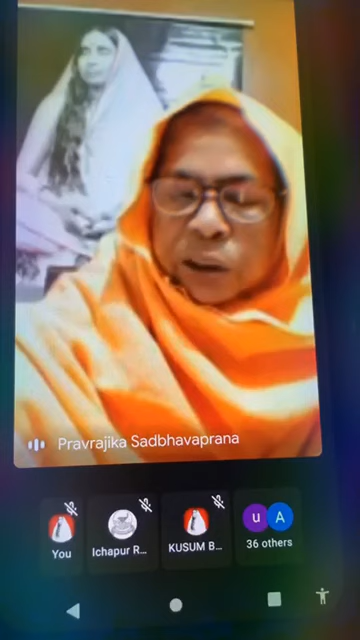 Pravrajika Sadbhavaprana
You
Ichapur R...
KUSUM B...
u A
36 others